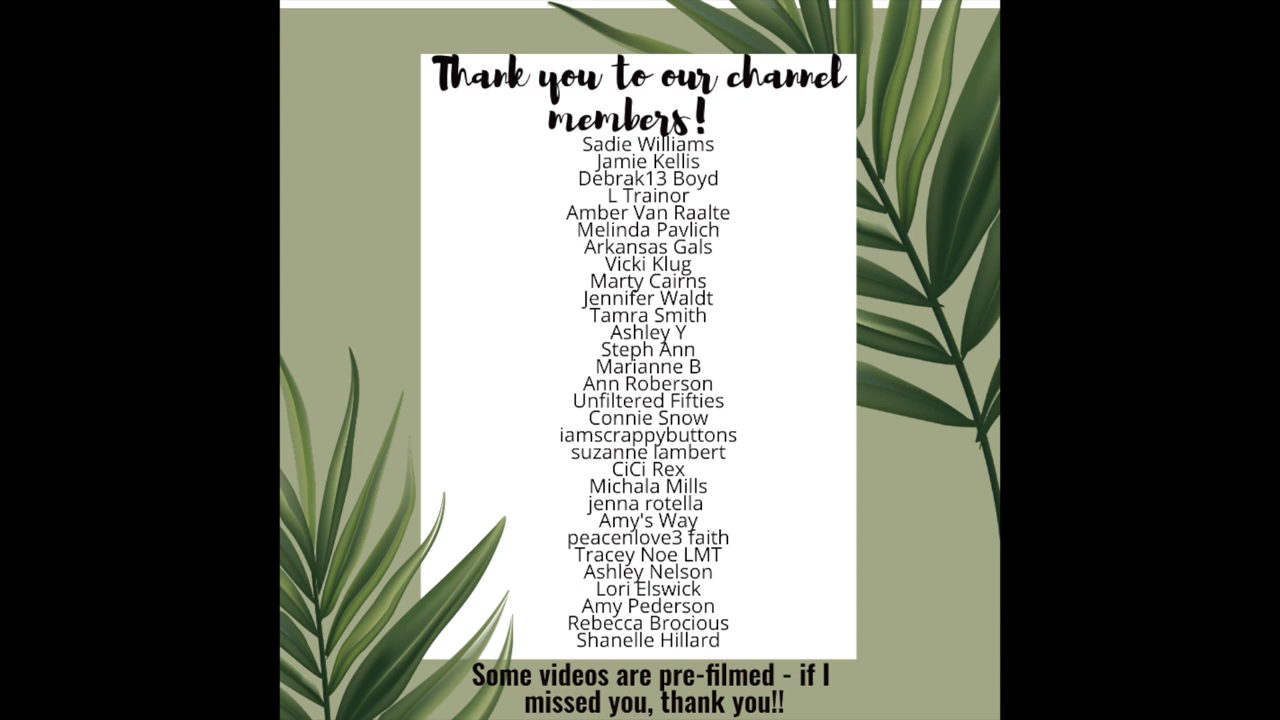 Thank you to our channel
members!
Sadie Williams
Jamie Kellis
Debrak13 Boyd
L Trainor
Amber Van Raalte
Melinda Pavlich
Arkansas Gals
Vicki Klug
Marty Cairns
Jennifer Waldt
Tamra Smith
Ashley Y
Steph Ann
Marianne B
Ann Roberson
Unfiltered Fifties
Connie Snow
iamscrappybuttons
suzanne lambert
CiCi Rex
Michala Mills
jenna rotella
Amy's Way
peacenlove3 faith
Tracey Noe LMT
Ashley Nelson
Lori Elswick
Amy Pederson
Rebecca Brocious
Shanelle Hillard
Some videos are pre-filmed - if I
missed you, thank you!!